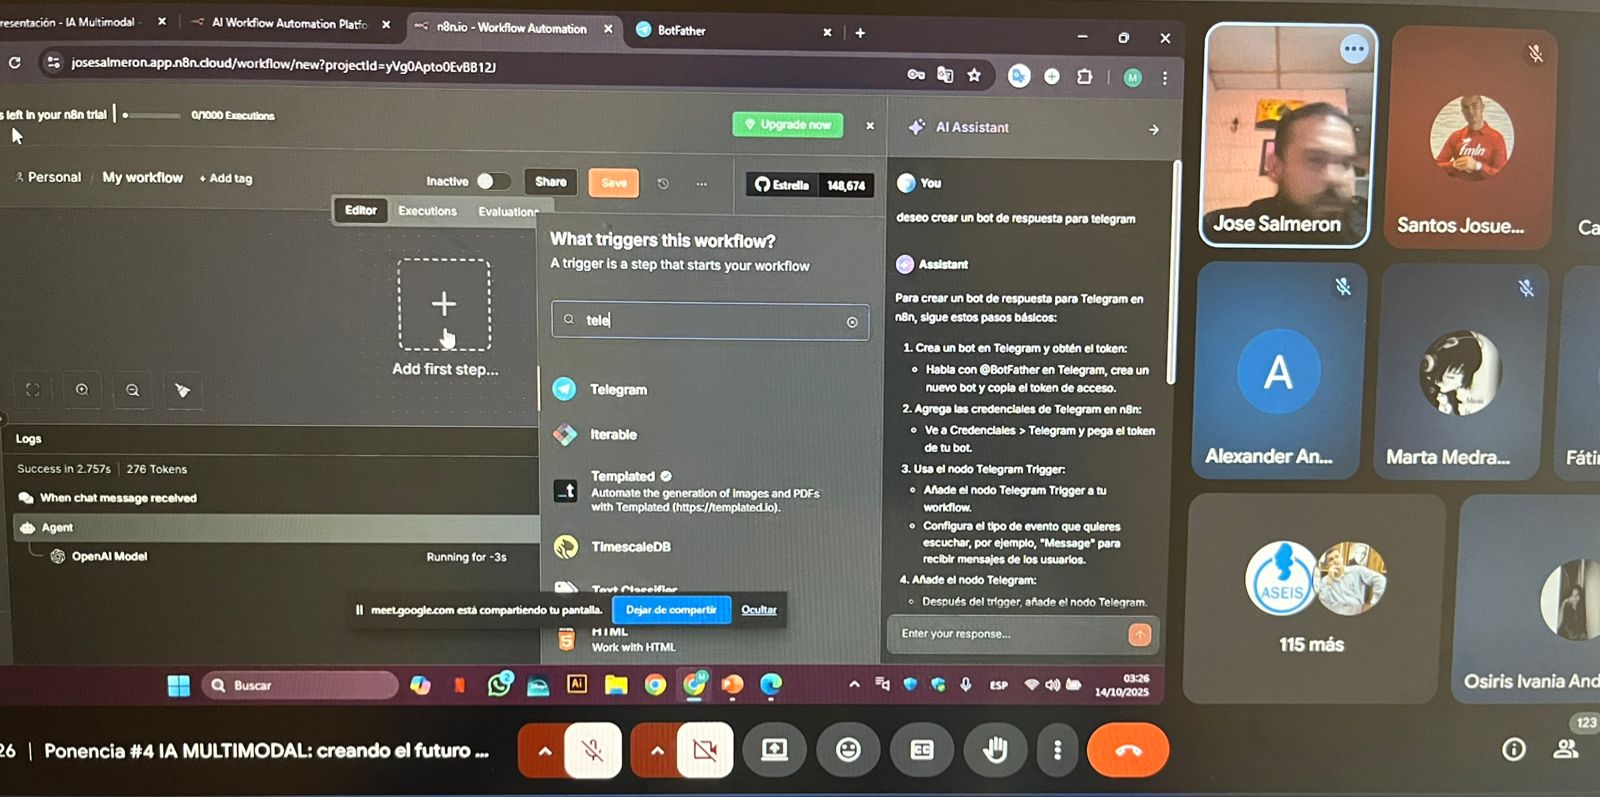 resentación - IA Multimodal
AI Workflow Automation Platfo
n8n.io - Workflow Automation
BotFather
josesalmeron.app.n8n.cloud/workflow/new?projectId=yVg0Apto0EvBB12J
M
s left in your n8n trial
0/1000 Executions
Upgrade now
Personal / My workflow + Add tag
Inactive
Share
Save
Estrella 148,674
Editor
Executions
Evaluations
Add first step...
What triggers this workflow?
A trigger is a step that starts your workflow
tele
Telegram
Iterable
Templated
Automate the generation of images and PDFs
with Templated (https://templated.io).
TimescaleDB
Text Classifier
HTML
Work with HTML
Logs
Success in 2.757s | 276 Tokens
When chat message received
Agent
OpenAI Model
Running for -3s
meet.google.com está compartiendo tu pantalla.
Dejar de compartir
Ocultar
AI Assistant
You
deseo crear un bot de respuesta para telegram
Assistant
Para crear un bot de respuesta para Telegram en
n8n, sigue estos pasos básicos:
1. Crea un bot en Telegram y obtén el token:
Habla con @BotFather en Telegram, crea un
nuevo bot y copia el token de acceso.
2. Agrega las credenciales de Telegram en n8n:
Ve a Credenciales > Telegram y pega el token
de tu bot.
3. Usa el nodo Telegram Trigger:
Añade el nodo Telegram Trigger a tu
workflow.
Configura el tipo de evento que quieres
escuchar, por ejemplo, "Message" para
recibir mensajes de los usuarios.
4. Añade el nodo Telegram:
Después del trigger, añade el nodo Telegram.
Enter your response...
Buscar
2
Ai
ESP
03:26
14/10/2025
Jose Salmeron
Santos Josue...
Ca
A
Alexander An...
Marta Medra...
Fáti
ASEIS
115 más
Osiris Ivania And
26 | Ponencia #4 IA MULTIMODAL: creando el futuro ...
123